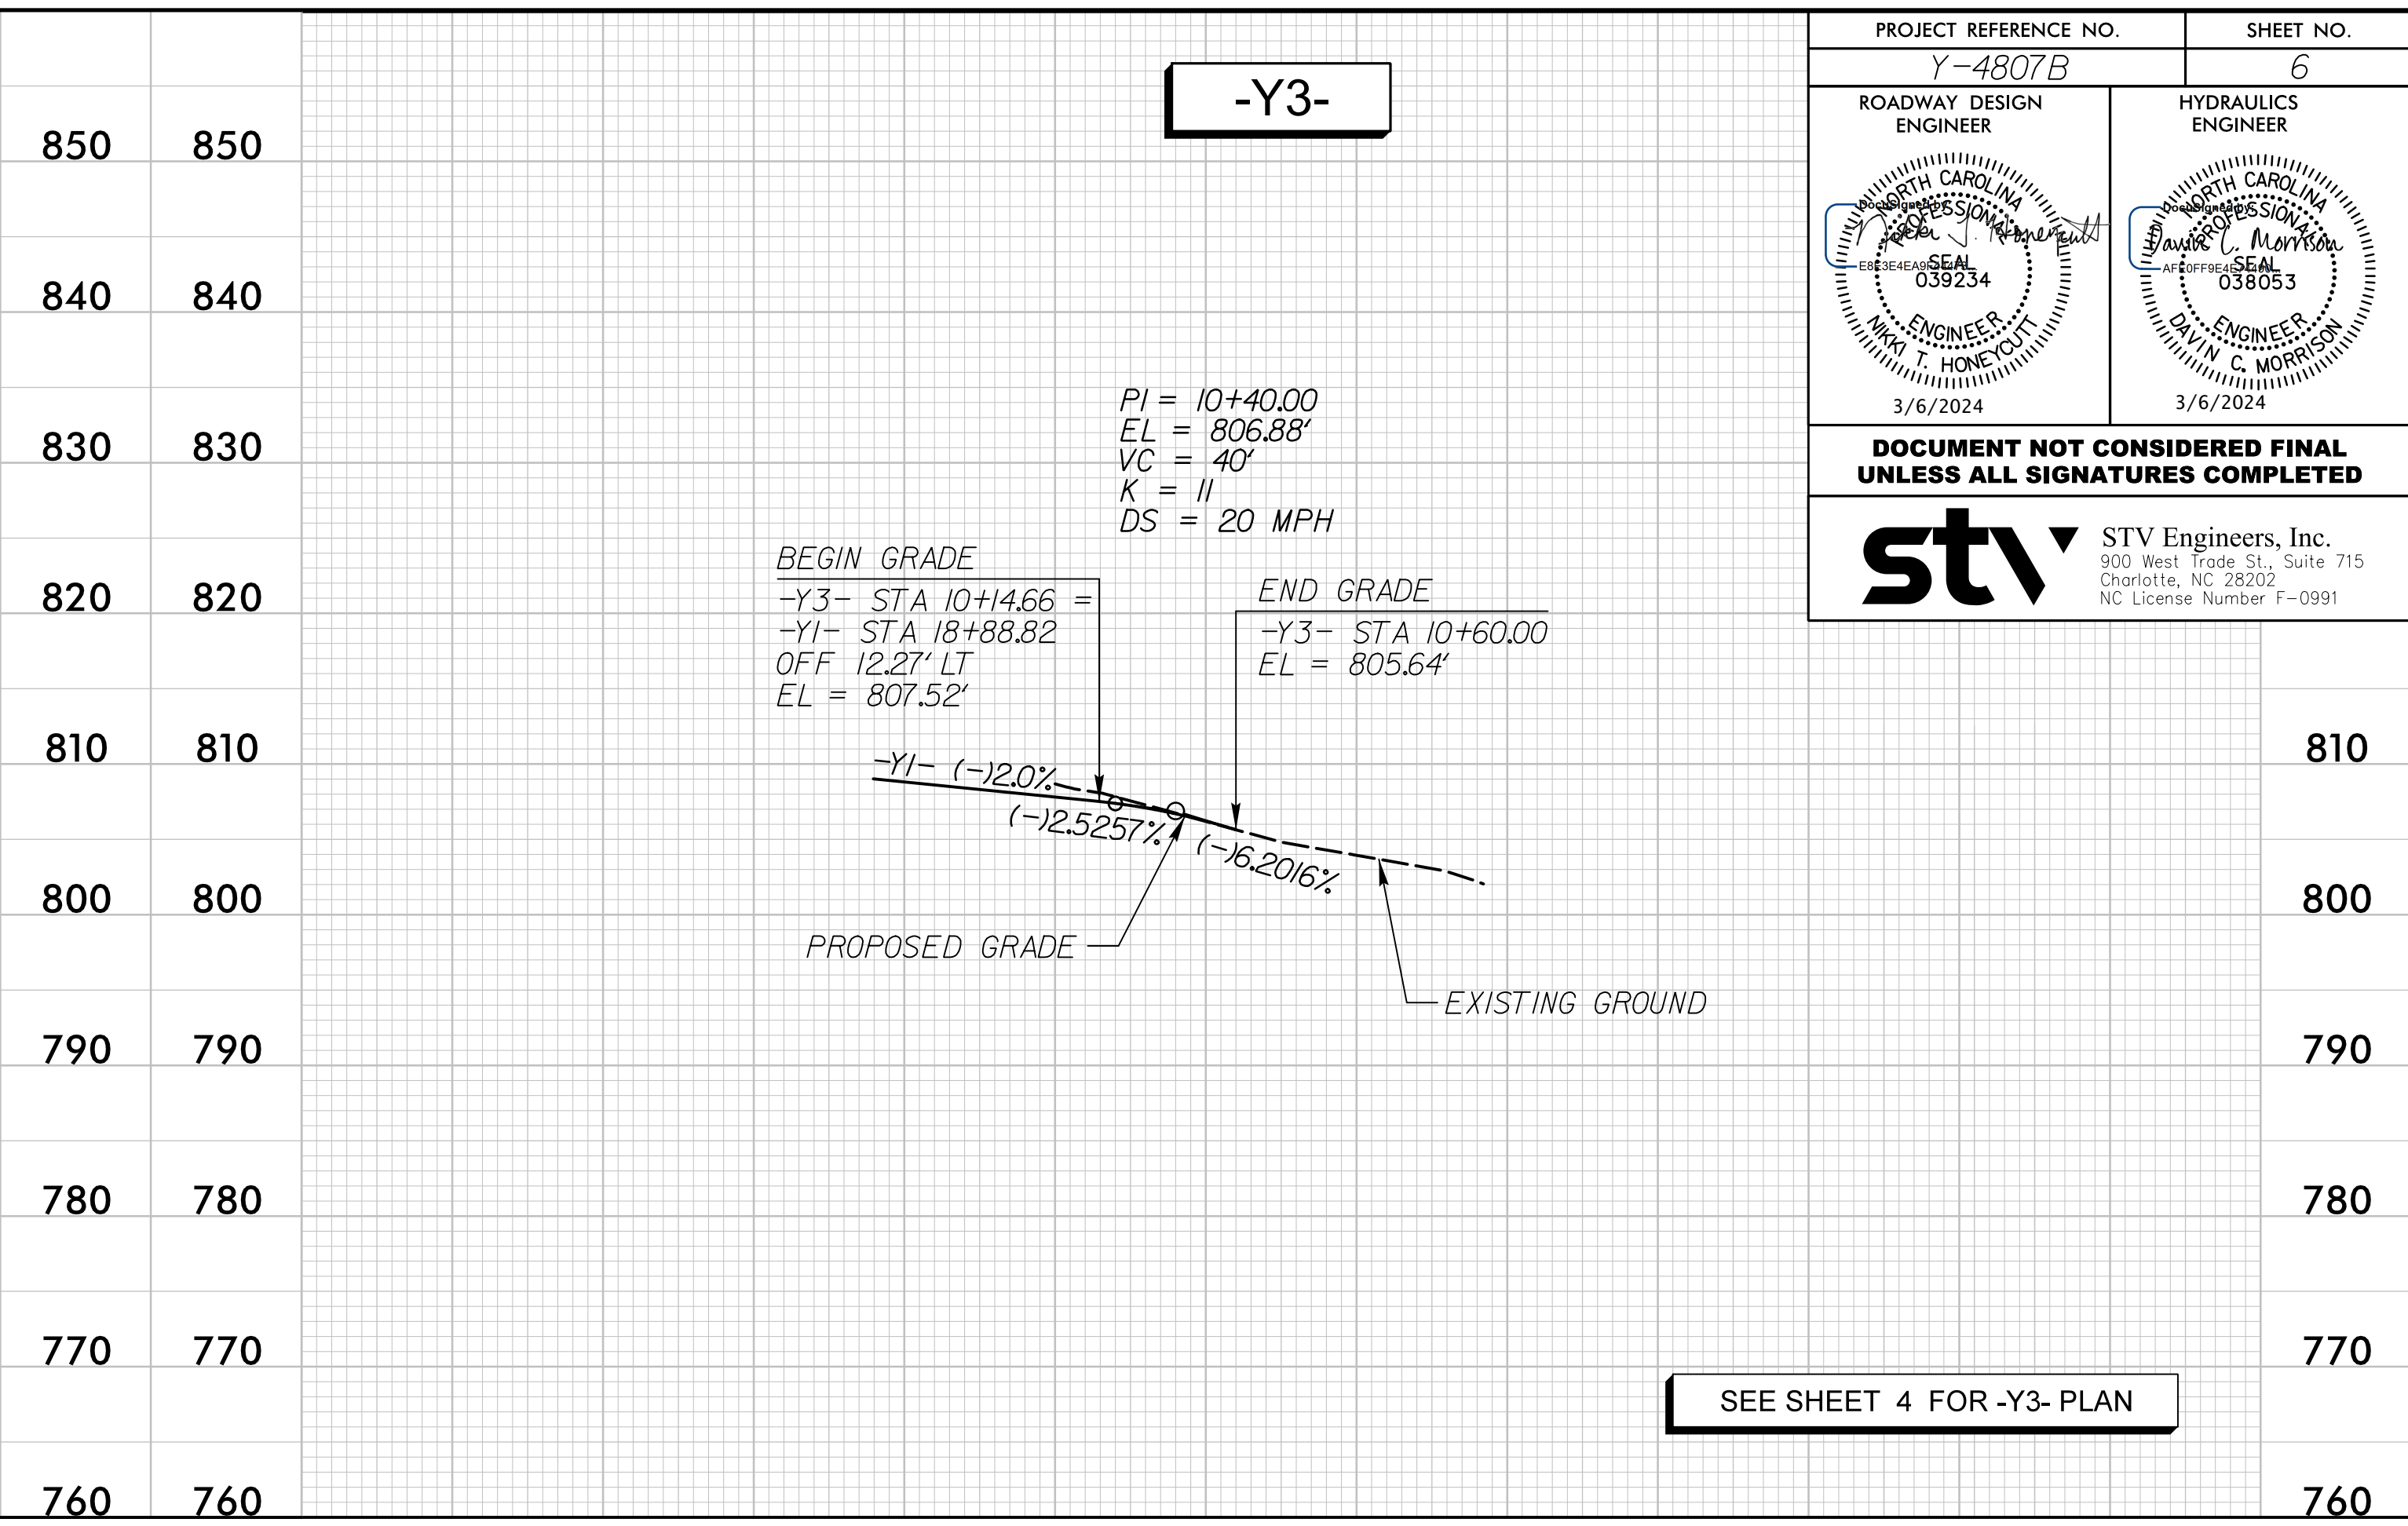 PROJECT REFERENCE NO. SHEET NO.
Y-4807B 6
ROADWAY DESIGN
ENGINEER
HYDRAULICS
ENGINEER
NORTH CAROLINA
PROFESSIONAL
DocuSigned by:
SEAL
039234
ENGINEER
NIKKI T. HONEYCUTT
3/6/2024
NORTH CAROLINA
PROFESSIONAL
DocuSigned by:
Davin C. Morrison
SEAL
038053
ENGINEER
DAVIN C. MORRISON
3/6/2024
DOCUMENT NOT CONSIDERED FINAL
UNLESS ALL SIGNATURES COMPLETED
stv
STV Engineers, Inc.
900 West Trade St., Suite 715
Charlotte, NC 28202
NC License Number F-0991
-Y3-
850 850
840 840
830 830
820 820
810 810 810
800 800 800
790 790 790
780 780 780
770 770 770
760 760 760
PI = 10+40.00
EL = 806.88'
VC = 40'
K = 11
DS = 20 MPH
BEGIN GRADE
-Y3- STA 10+14.66 =
-Y1- STA 18+88.82
OFF 12.27' LT
EL = 807.52'
END GRADE
-Y3- STA 10+60.00
EL = 805.64'
-Y1- (-)2.0%
(-)2.5257%
(-)6.2016%
PROPOSED GRADE
EXISTING GROUND
SEE SHEET 4 FOR -Y3- PLAN